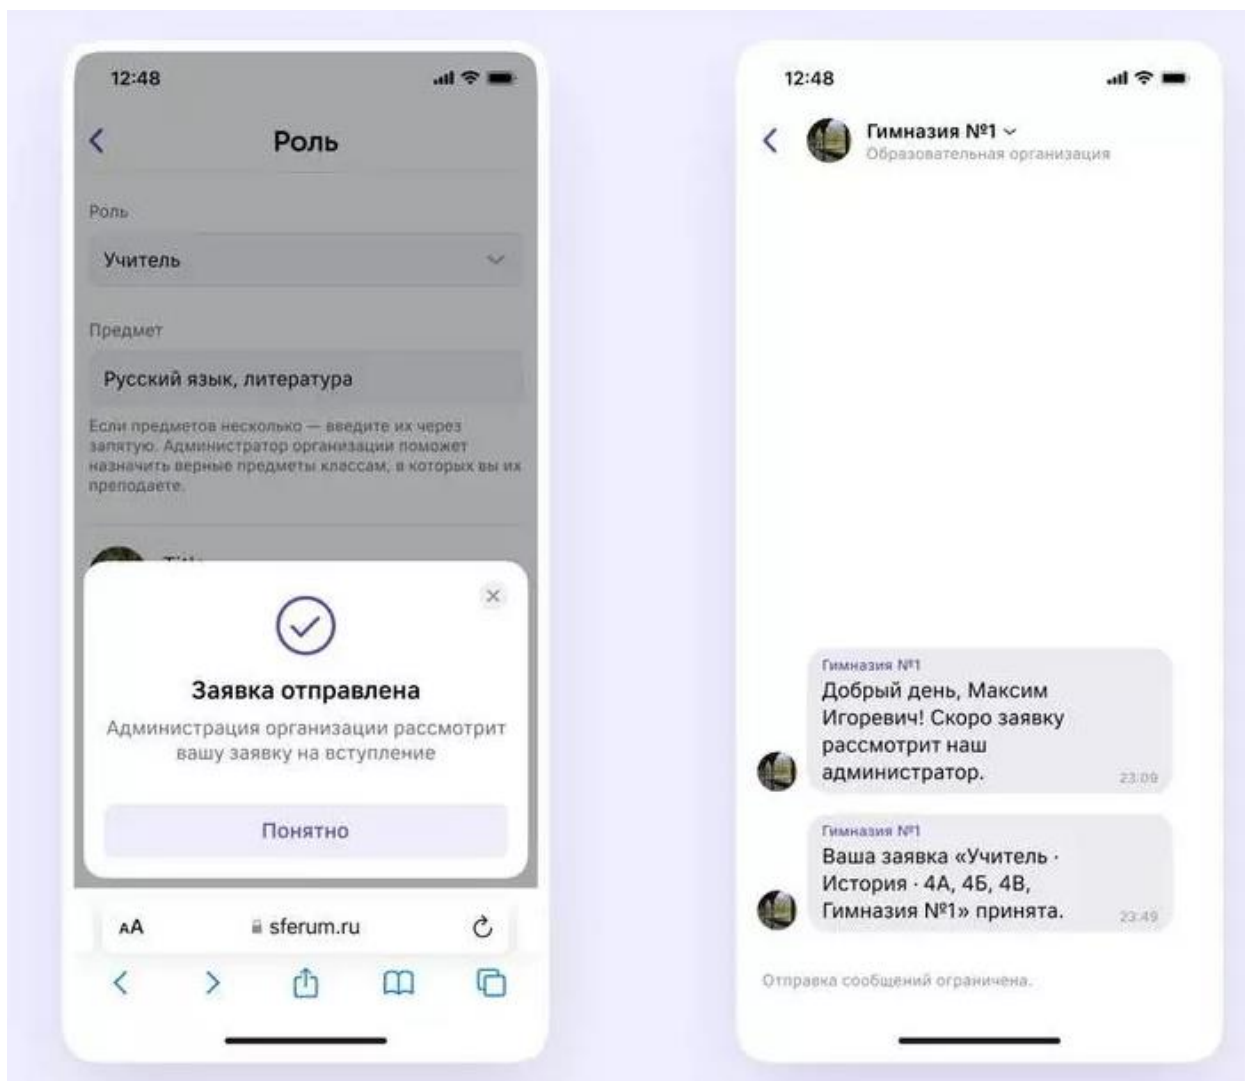 12:48
Роль
Роль
Учитель
Предмет
Русский язык, литература
Если предметов несколько — введите их через
запятую. Администратор организации поможет
назначить верные предметы классам, в которых вы их
преподаете.
Title
Заявка отправлена
Администрация организации рассмотрит
вашу заявку на вступление
Понятно
АА
sferum.ru
12:48
Гимназия №1
Образовательная организация
Гимназия №1
Добрый день, Максим
Игоревич! Скоро заявку
рассмотрит наш
администратор.
23:09
Гимназия №1
Ваша заявка «Учитель ·
История · 4А, 4Б, 4В,
Гимназия №1» принята.
23:49
Отправка сообщений ограничена.